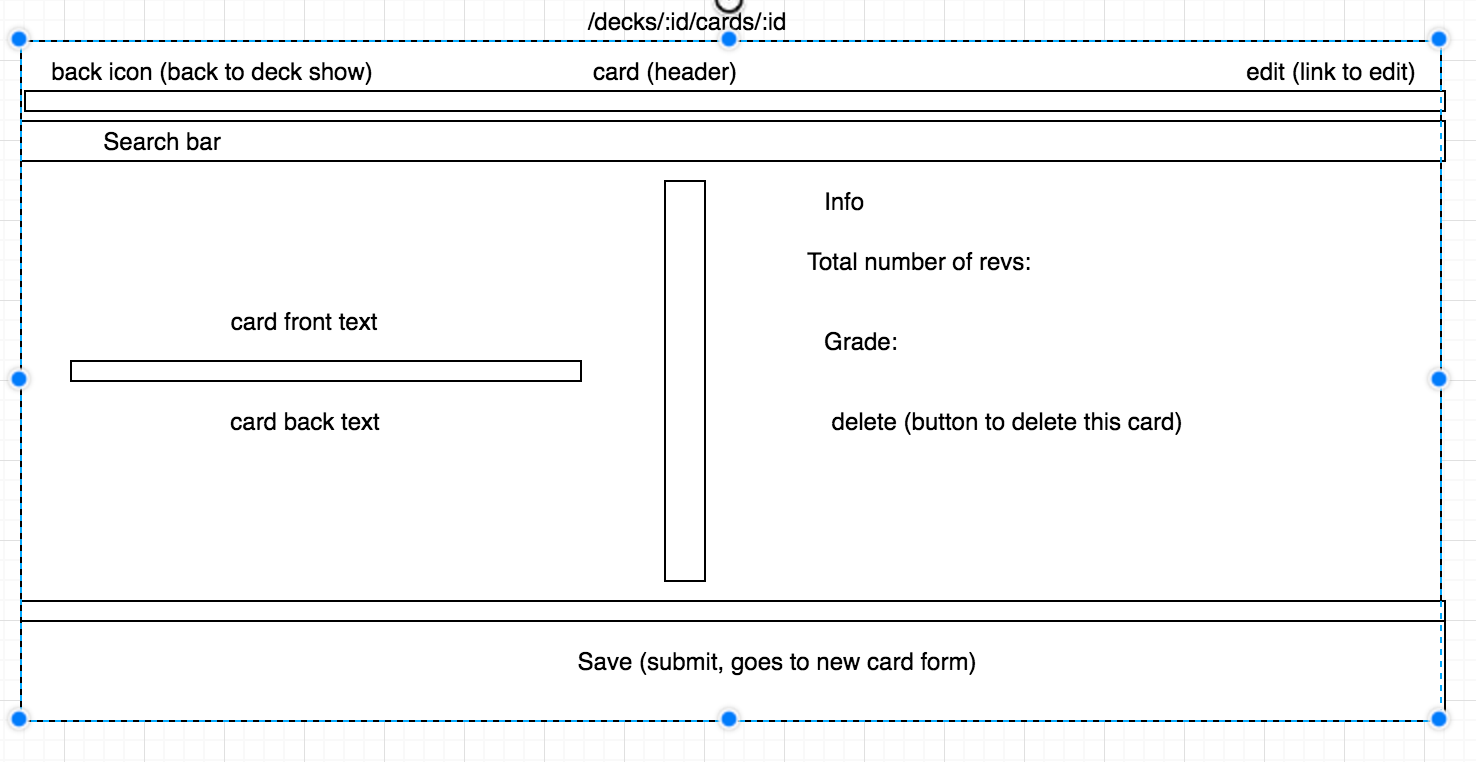 /decks/:id/cards/:id
back icon (back to deck show)
card (header)
edit (link to edit)
Search bar
Info
Total number of revs:
card front text
Grade:
card back text
delete (button to delete this card)
Save (submit, goes to new card form)